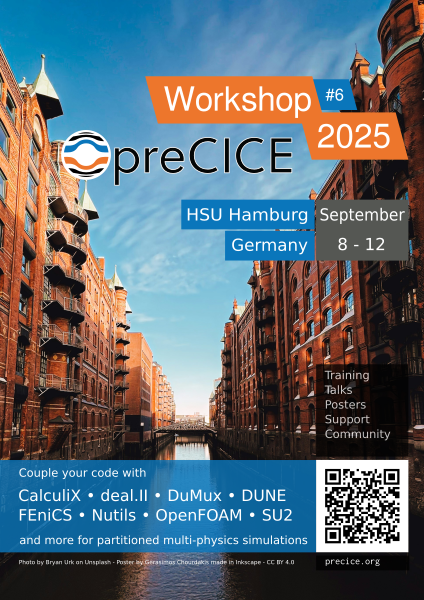 Workshop #6
2025
preCICE
HSU Hamburg September
Germany 8 - 12
Training
Talks
Posters
Support
Community
Couple your code with
CalculiX • deal.II • DuMux • DUNE
FEniCS • Nutils • OpenFOAM • SU2
and more for partitioned multi-physics simulations
Photo by Bryan Urk on Unsplash - Poster by Gerasimos Chourdakis made in Inkscape - CC BY 4.0
precice.org